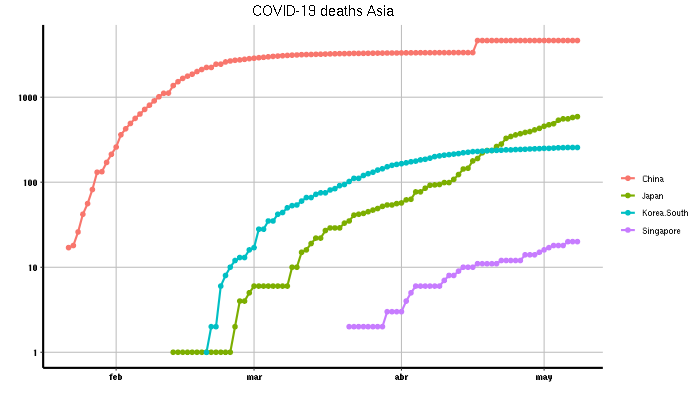 COVID-19 deaths Asia
1000
100
10
1
feb mar abr may
China
Japan
Korea.South
Singapore